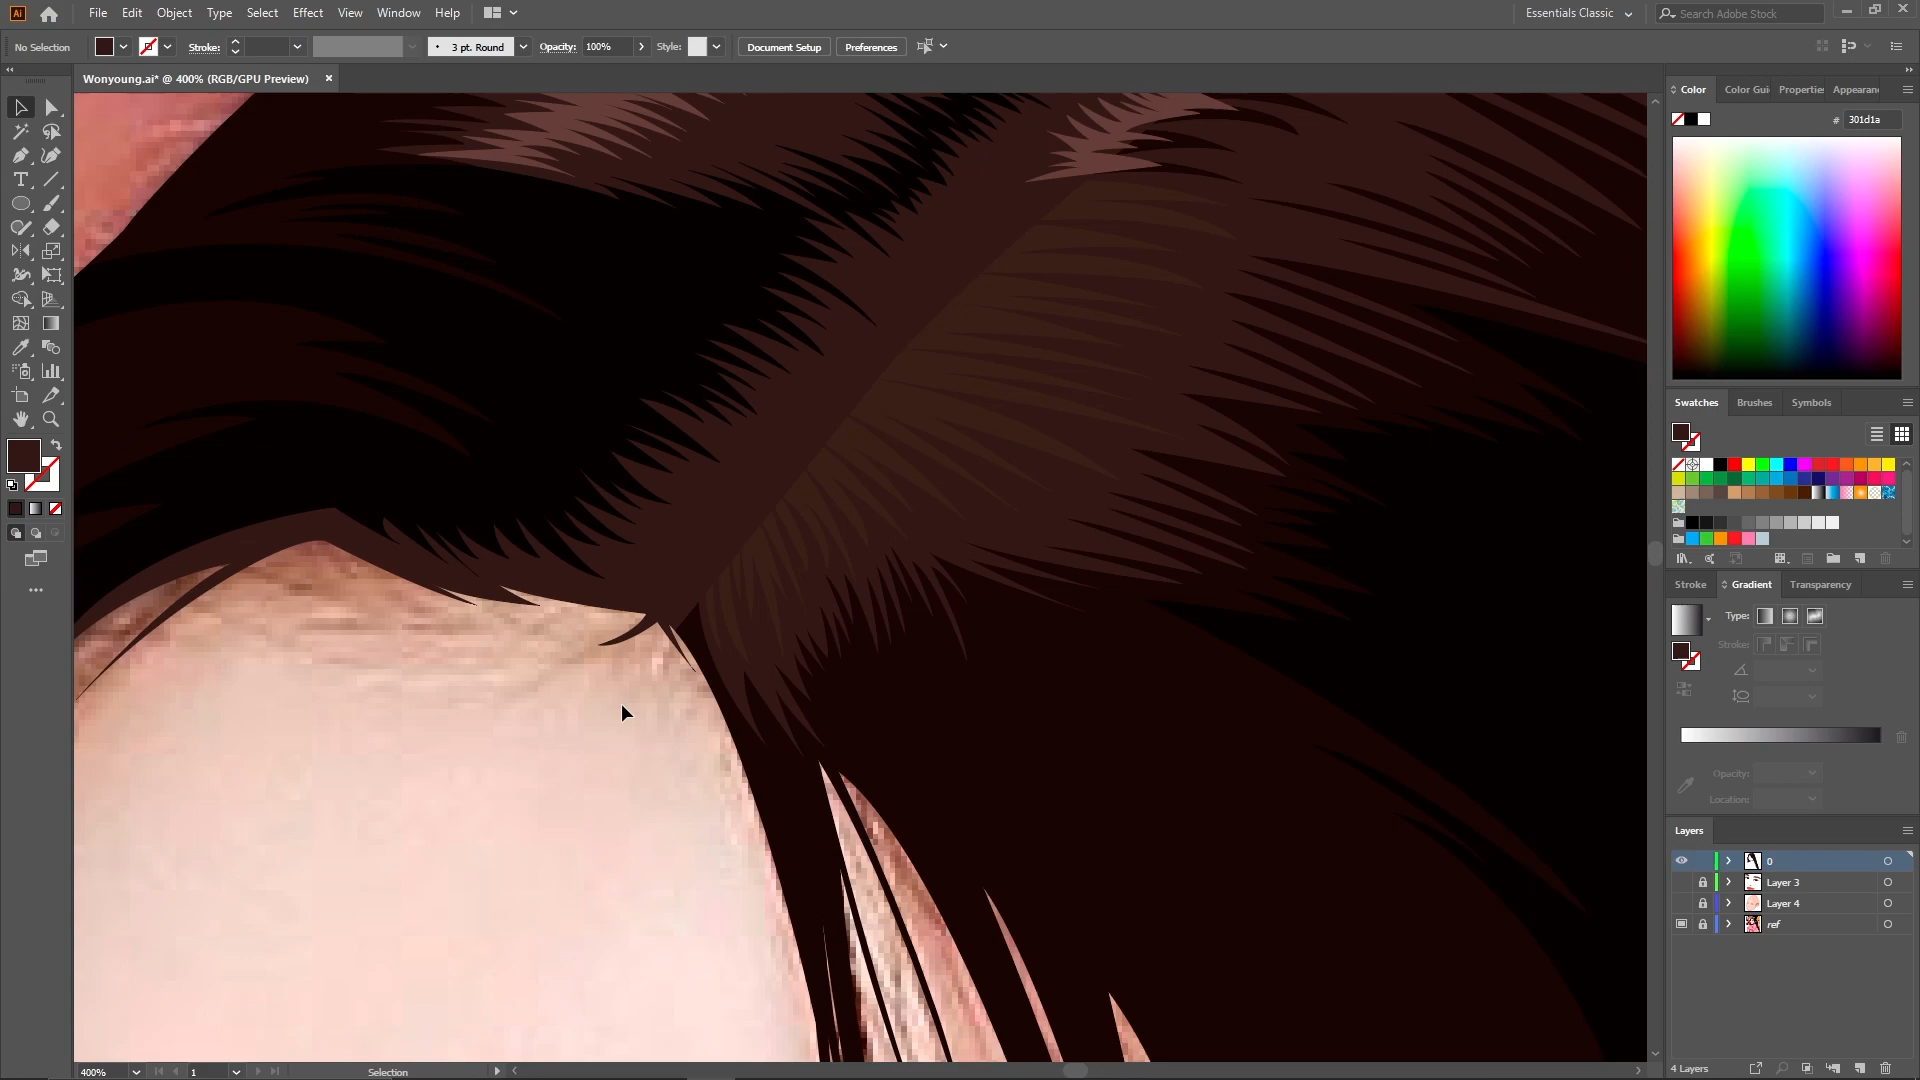 Ai File Edit Object Type Select Effect View Window Help Essentials Classic Search Adobe Stock
No Selection Stroke: 3 pt. Round Opacity: 100% Style: Document Setup Preferences
Wonyoung.ai* @ 400% (RGB/GPU Preview) ×
Color Color Gui Properties Appearan
# 301d1a
Swatches Brushes Symbols
Stroke Gradient Transparency
Type:
Stroke:
Opacity:
Location:
Layers
0
Layer 3
Layer 4
ref
4 Layers
400% 1 Selection